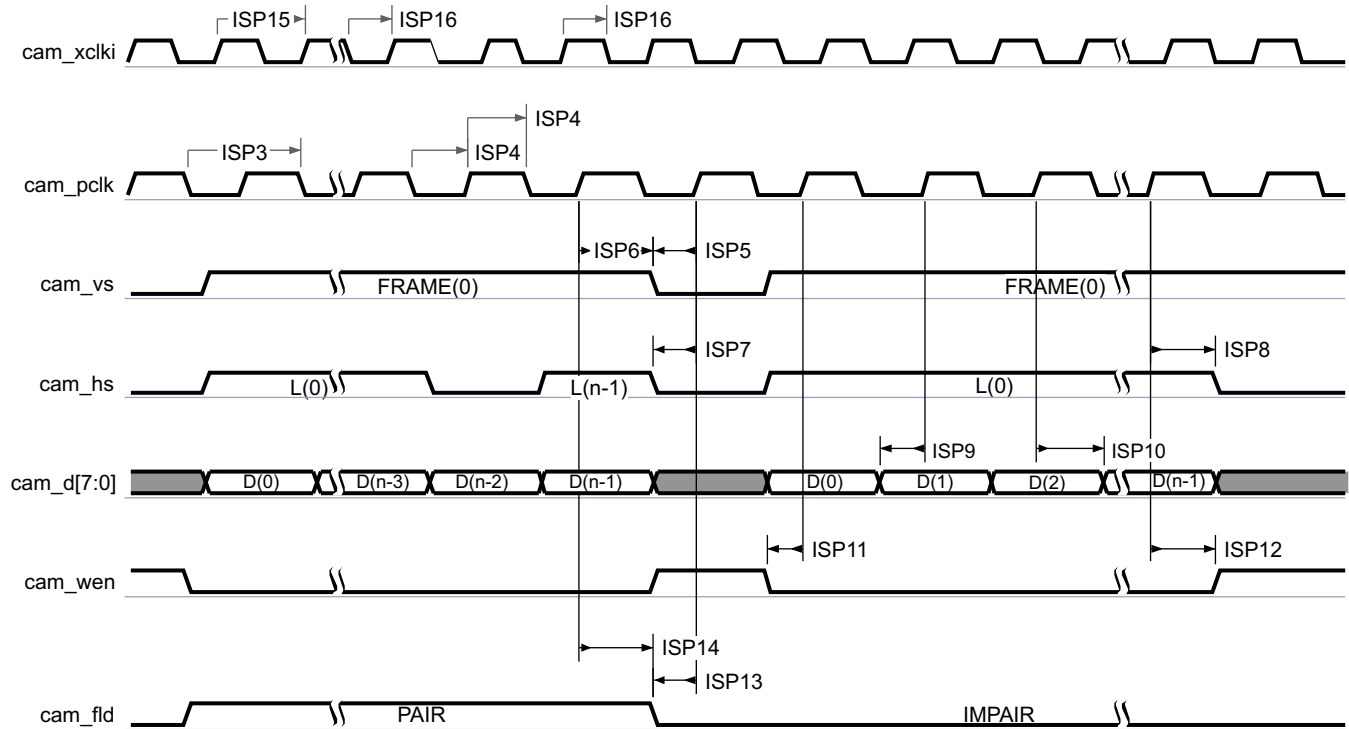 ISP15 ISP16 ISP16
cam_xclki
ISP4
ISP3 ISP4
cam_pclk
ISP6 ISP5
cam_vs FRAME(0) FRAME(0)
ISP7 ISP8
cam_hs L(0) L(n-1) L(0)
ISP9 ISP10
cam_d[7:0] D(0) D(n-3) D(n-2) D(n-1) D(0) D(1) D(2) D(n-1)
ISP11 ISP12
cam_wen
ISP14
ISP13
cam_fld PAIR IMPAIR